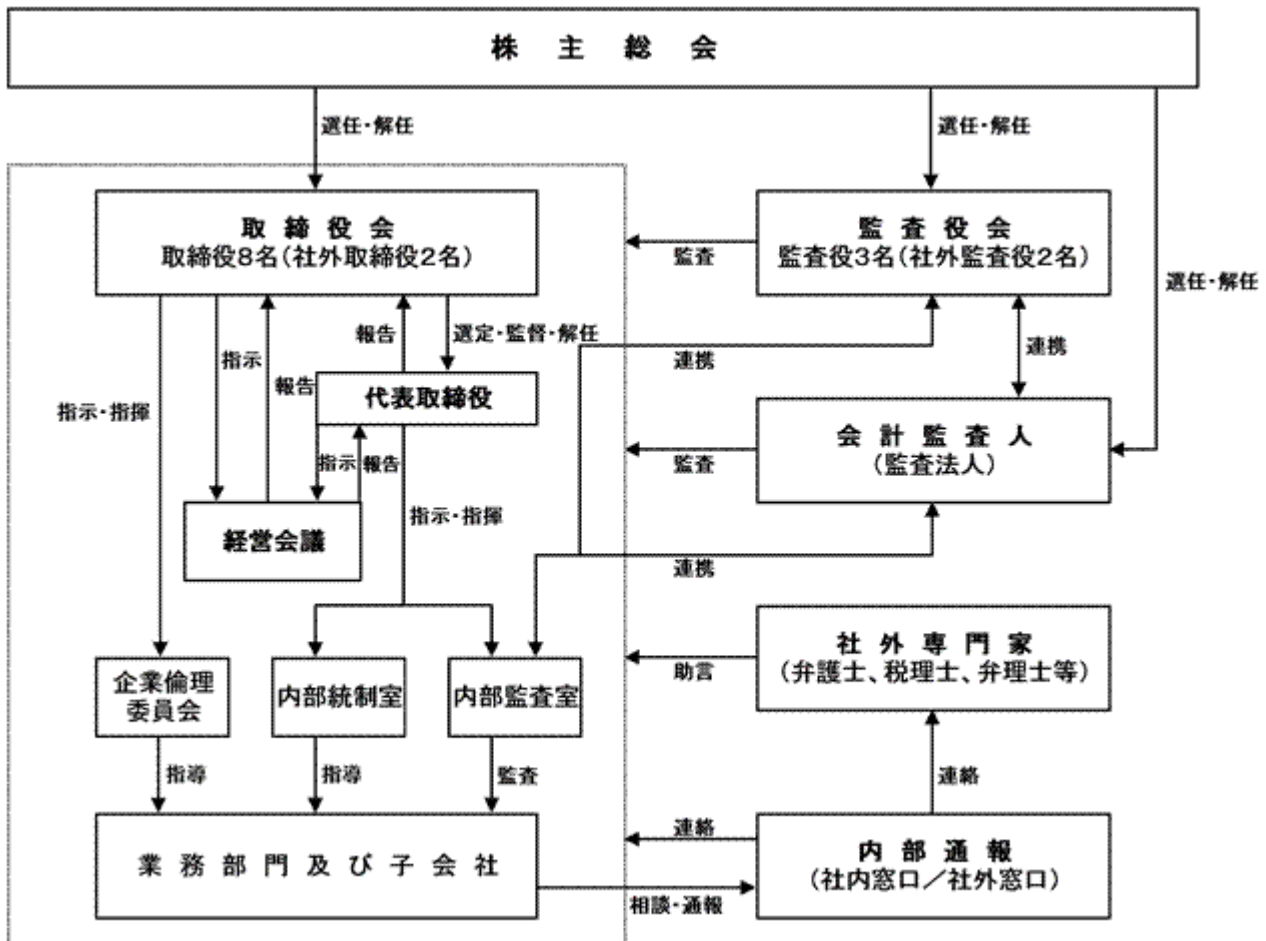 株主総会
選任・解任
選任・解任
選任・解任
取締役会
取締役8名(社外取締役2名)
監査
監査役会
監査役3名(社外監査役2名)
指示・指揮
指示
報告
報告
選定・監督・解任
連携
連携
代表取締役
指示
報告
監査
会計監査人
(監査法人)
経営会議
指示・指揮
連携
企業倫理
委員会
内部統制室
内部監査室
助言
社外専門家
(弁護士、税理士、弁理士等)
指導
指導
監査
連絡
業務部門及び子会社
連絡
内部通報
(社内窓口/社外窓口)
相談・通報